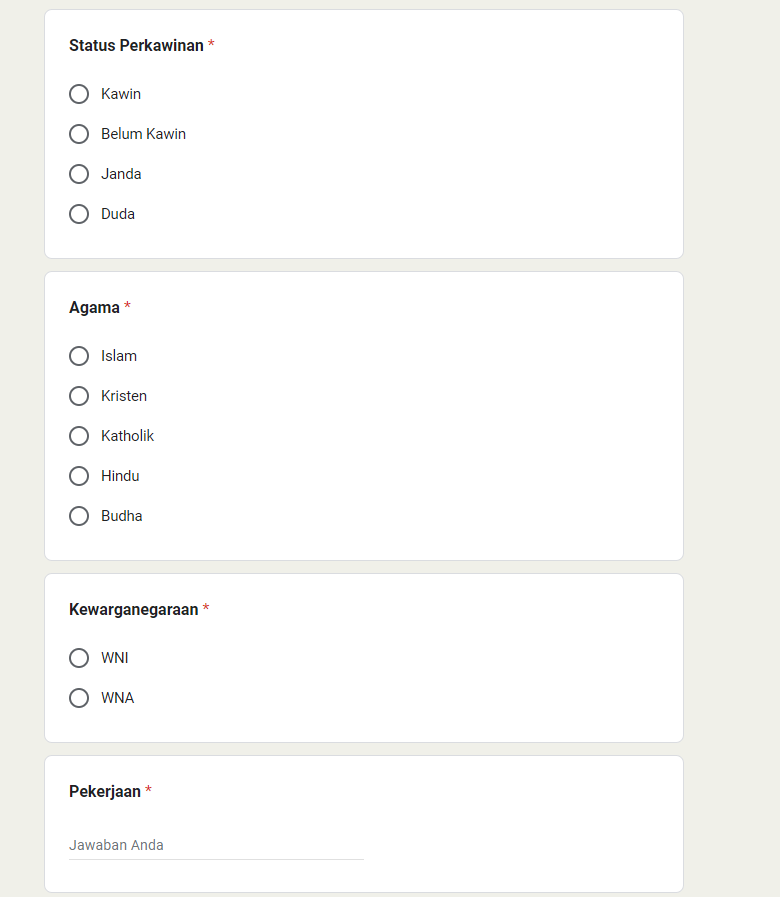 Status Perkawinan *
Kawin
Belum Kawin
Janda
Duda
Agama *
Islam
Kristen
Katholik
Hindu
Budha
Kewarganegaraan *
WNI
WNA
Pekerjaan *
Jawaban Anda